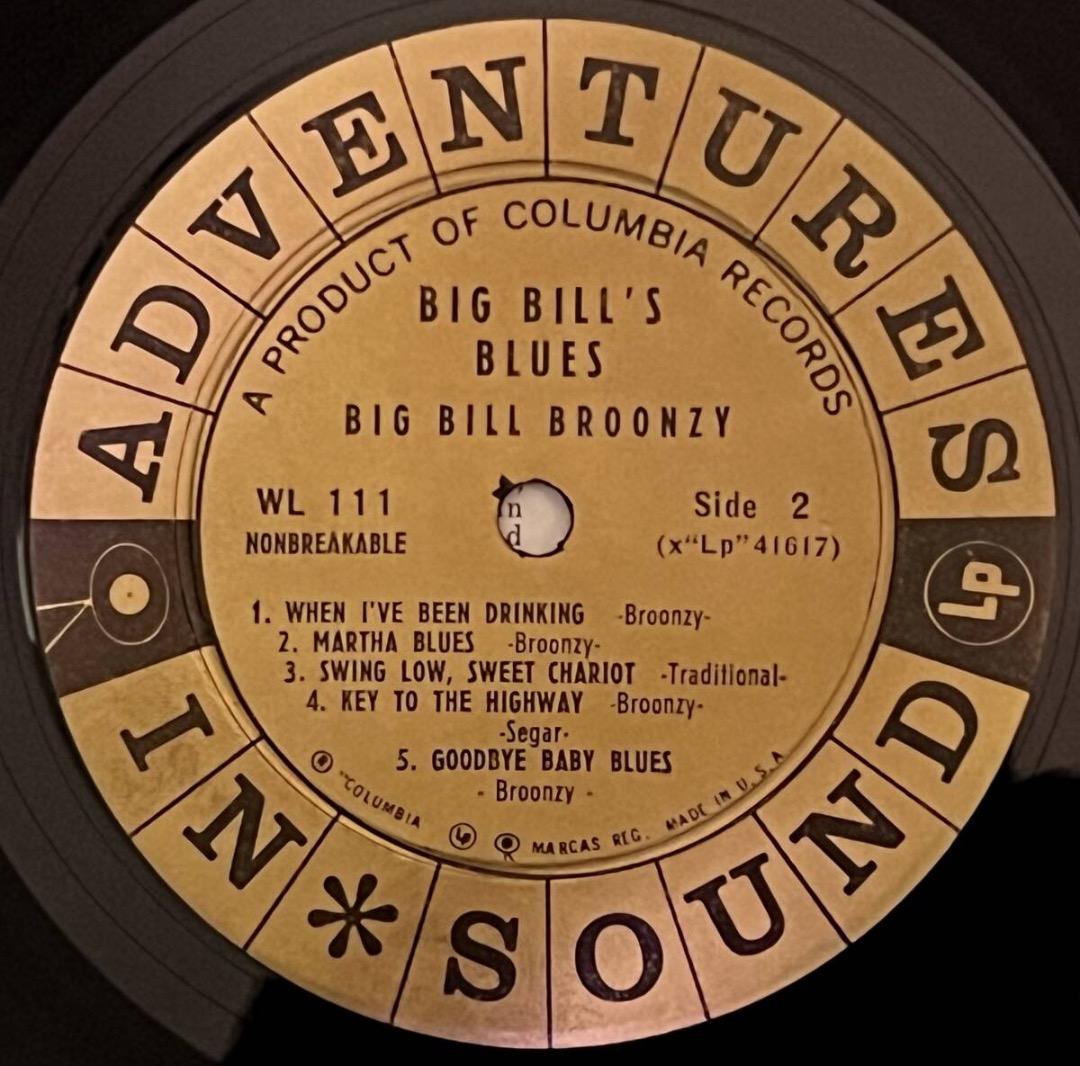 ADVENTURES
IN * SOUND
Lp
A PRODUCT OF COLUMBIA RECORDS
BIG BILL'S
BLUES
BIG BILL BROONZY
WL 111
NONBREAKABLE
Side 2
(x“Lp”41617)
n
d
1. WHEN I'VE BEEN DRINKING -Broonzy-
2. MARTHA BLUES -Broonzy-
3. SWING LOW, SWEET CHARIOT -Traditional-
4. KEY TO THE HIGHWAY -Broonzy-
-Segar-
5. GOODBYE BABY BLUES
- Broonzy -
® "COLUMBIA Lp MARCAS REG. MADE IN U.S.A